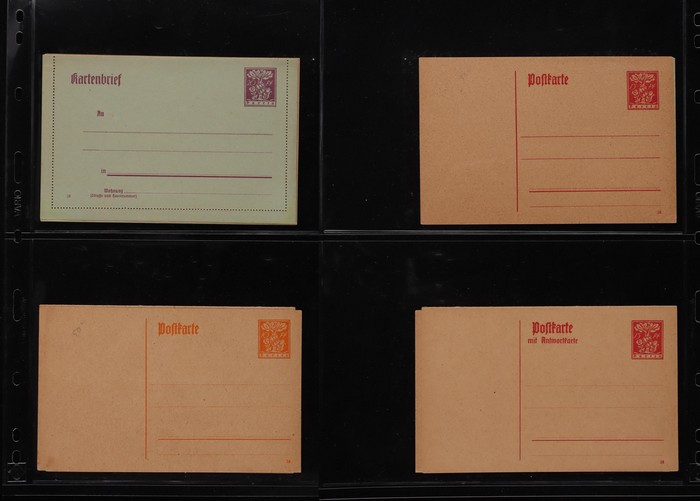 Kartenbrief
An
in
Wohnung
(Straße und Hausnummer)
Postkarte
Postkarte
Postkarte
mit Antwortkarte